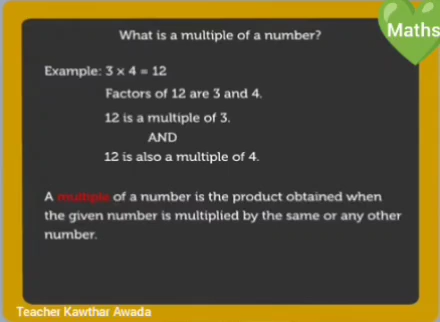 Maths
What is a multiple of a number?
Example: 3 × 4 = 12
Factors of 12 are 3 and 4.
12 is a multiple of 3.
AND
12 is also a multiple of 4.
A multiple of a number is the product obtained when
the given number is multiplied by the same or any other
number.
Teacher Kawthar Awada